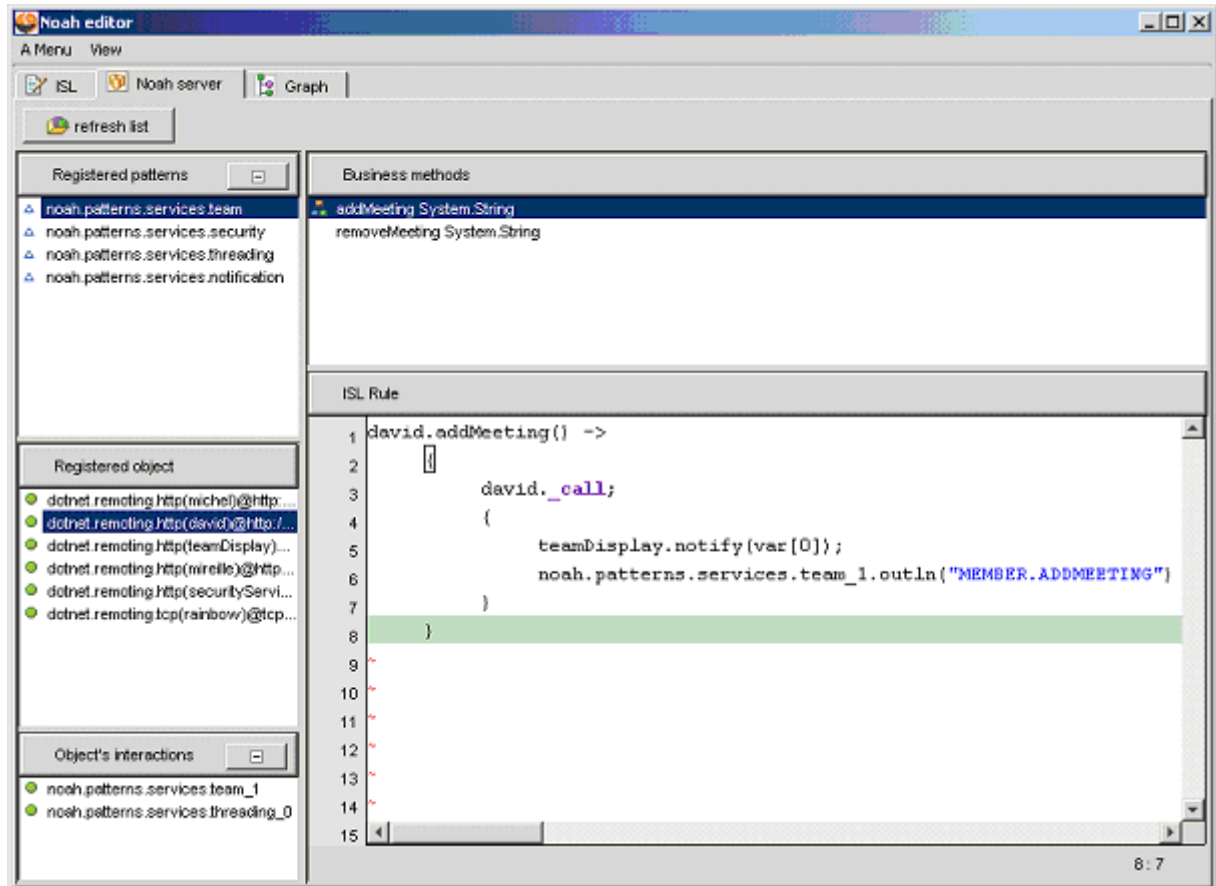 Noah editor
A Menu View
ISL Noah server Graph
refresh list
Registered patterns
noah.patterns.services.team
noah.patterns.services.security
noah.patterns.services.threading
noah.patterns.services.notification
Business methods
addMeeting System.String
removeMeeting System.String
Registered object
dotnet.remoting.http(michel)@http:...
dotnet.remoting.http(david)@http:/...
dotnet.remoting.http(teamDisplay)...
dotnet.remoting.http(mireille)@http...
dotnet.remoting.http(securityServi...
dotnet.remoting.tcp(rainbow)@tcp...
Object's interactions
noah.patterns.services.team_1
noah.patterns.services.threading_0
ISL Rule
1 david.addMeeting() ->
2 {
3 david._call;
4 {
5 teamDisplay.notify(var[0]);
6 noah.patterns.services.team_1.outln("MEMBER.ADDMEETING")
7 }
8 }
9 ~
10 ~
11 ~
12 ~
13 ~
14 ~
15
8:7